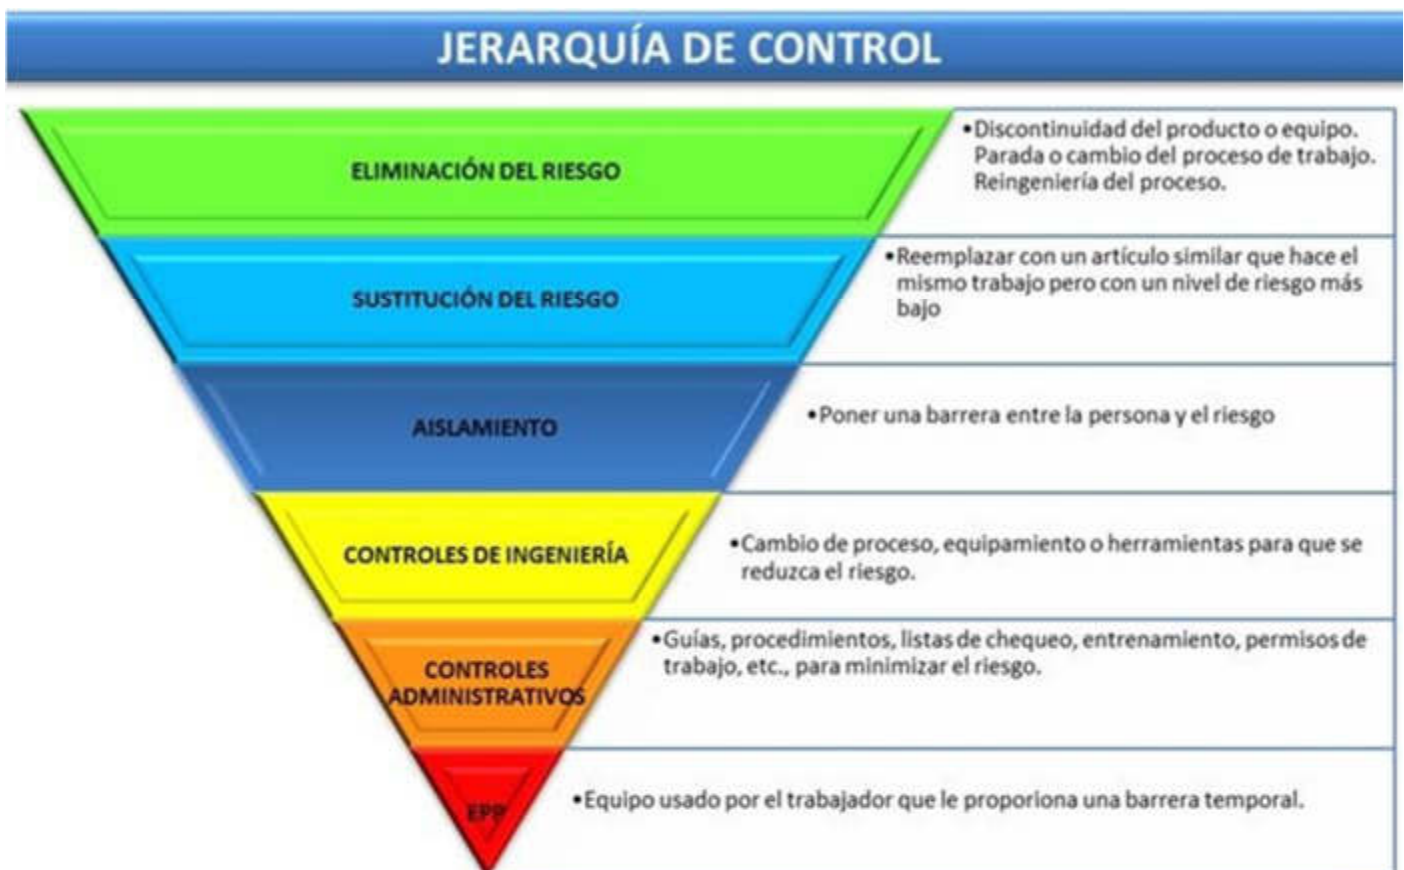 JERARQUÍA DE CONTROL
ELIMINACIÓN DEL RIESGO
•Discontinuidad del producto o equipo.
Parada o cambio del proceso de trabajo.
Reingeniería del proceso.
SUSTITUCIÓN DEL RIESGO
•Reemplazar con un artículo similar que hace el
mismo trabajo pero con un nivel de riesgo más
bajo
AISLAMIENTO
•Poner una barrera entre la persona y el riesgo
CONTROLES DE INGENIERÍA
•Cambio de proceso, equipamiento o herramientas para que se
reduzca el riesgo.
CONTROLES
ADMINISTRATIVOS
•Guías, procedimientos, listas de chequeo, entrenamiento, permisos de
trabajo, etc., para minimizar el riesgo.
EPP
•Equipo usado por el trabajador que le proporiona una barrera temporal.